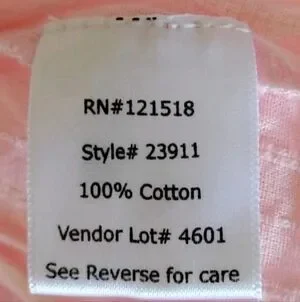 RN#121518
Style# 23911
100% Cotton
Vendor Lot# 4601
See Reverse for care